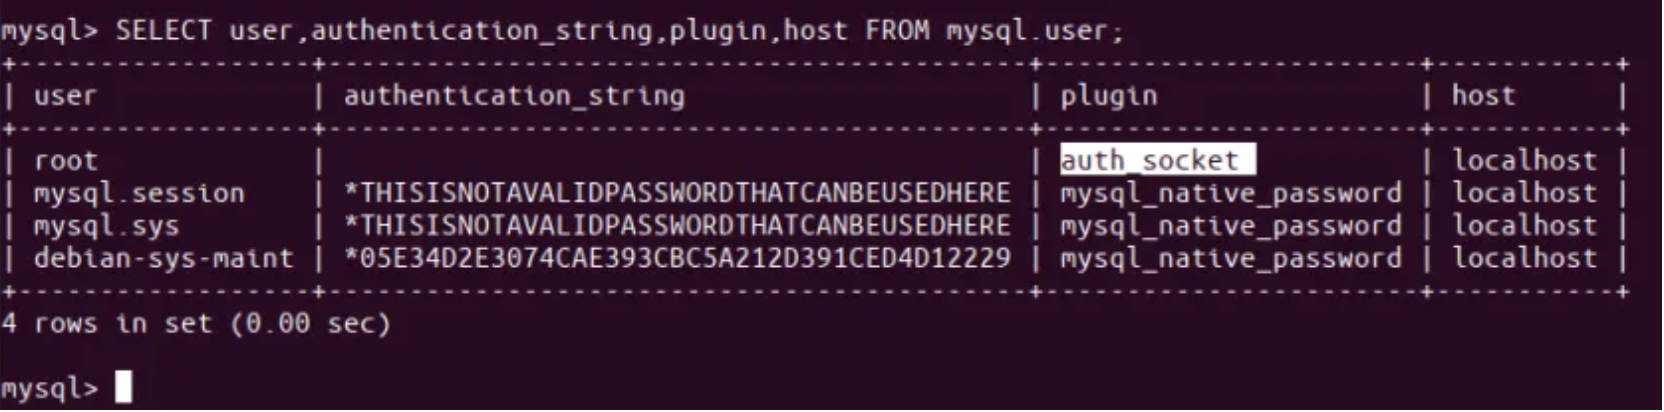 mysql> SELECT user,authentication_string,plugin,host FROM mysql.user;
+------------------+-------------------------------------------+-----------------------+-----------+
| user             | authentication_string                     | plugin                | host      |
+------------------+-------------------------------------------+-----------------------+-----------+
| root             |                                           | auth_socket           | localhost |
| mysql.session    | *THISISNOTAVALIDPASSWORDTHATCANBEUSEDHERE | mysql_native_password | localhost |
| mysql.sys        | *THISISNOTAVALIDPASSWORDTHATCANBEUSEDHERE | mysql_native_password | localhost |
| debian-sys-maint | *05E34D2E3074CAE393CBC5A212D391CED4D12229 | mysql_native_password | localhost |
+------------------+-------------------------------------------+-----------------------+-----------+
4 rows in set (0.00 sec)
mysql>